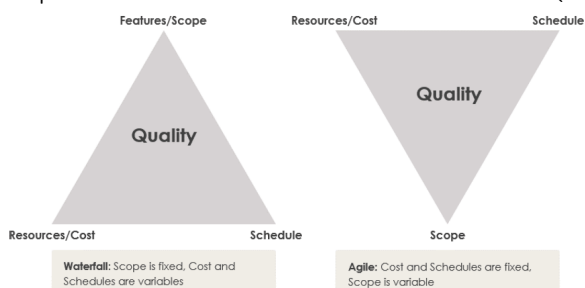 Features/Scope
Quality
Resources/Cost
Schedule
Waterfall: Scope is fixed, Cost and
Schedules are variables
Resources/Cost
Schedule
Quality
Scope
Agile: Cost and Schedules are fixed,
Scope is variable